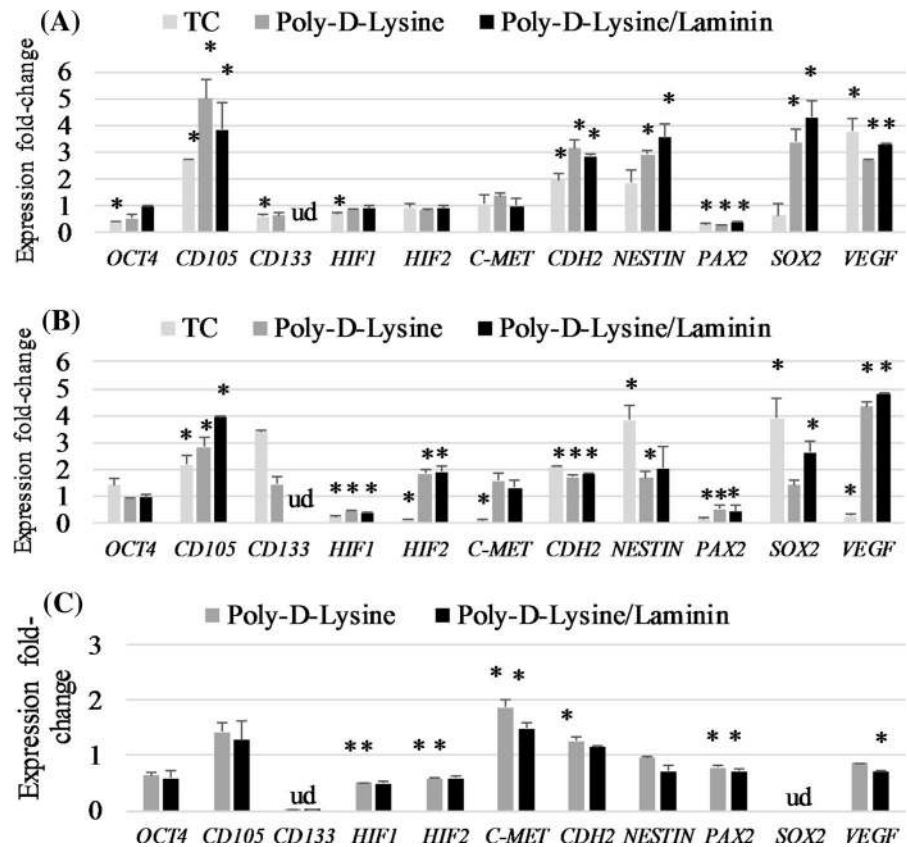 (A)
TC Poly-D-Lysine Poly-D-Lysine/Laminin
Expression fold-change
6
5
4
3
2
1
0
* * * * * ud * * * * * * * * * * * * * * *
OCT4 CD105 CD133 HIF1 HIF2 C-MET CDH2 NESTIN PAX2 SOX2 VEGF
(B)
TC Poly-D-Lysine Poly-D-Lysine/Laminin
Expression fold-change
6
5
4
3
2
1
0
* * * ud * * * * * * * * * * * * * * * * * * * *
OCT4 CD105 CD133 HIF1 HIF2 C-MET CDH2 NESTIN PAX2 SOX2 VEGF
(C)
Poly-D-Lysine Poly-D-Lysine/Laminin
Expression fold-
change
3
2
1
0
ud * * * * * * * * * ud *
OCT4 CD105 CD133 HIF1 HIF2 C-MET CDH2 NESTIN PAX2 SOX2 VEGF